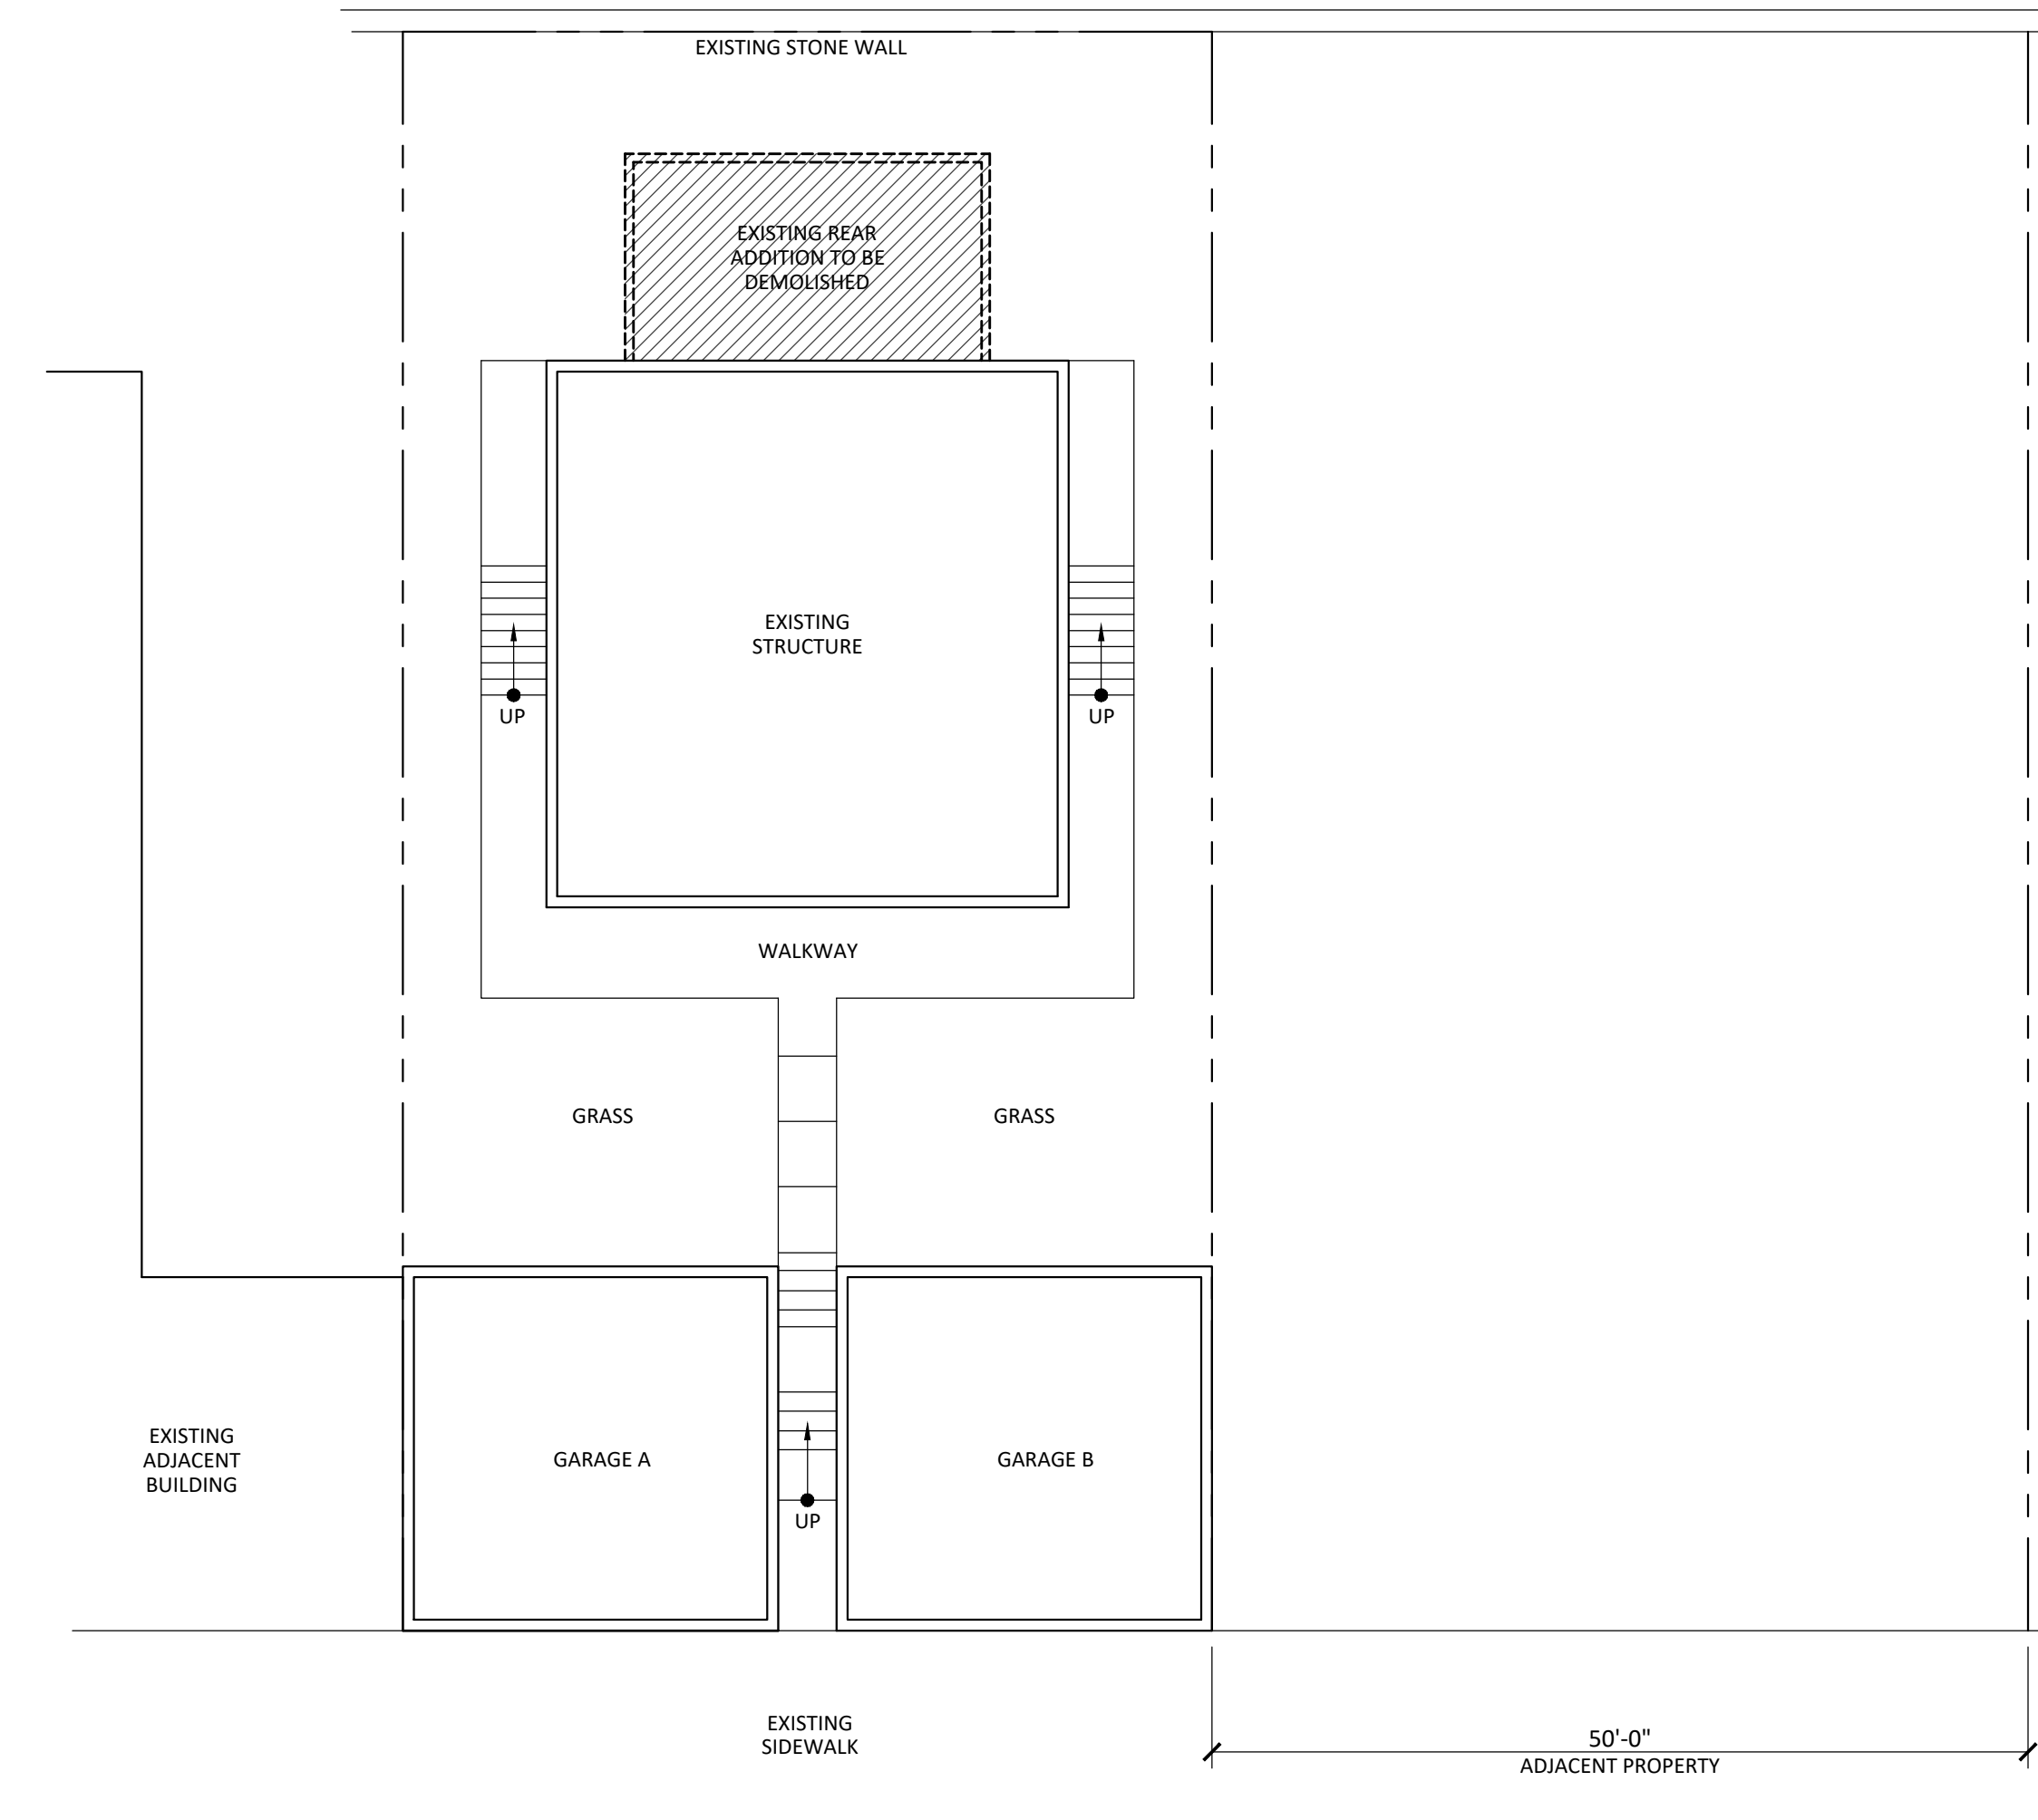 EXISTING STONE WALL
EXISTING REAR
ADDITION TO BE
DEMOLISHED
EXISTING
STRUCTURE
UP
UP
WALKWAY
GRASS
GRASS
EXISTING
ADJACENT
BUILDING
GARAGE A
GARAGE B
UP
EXISTING
SIDEWALK
50'-0"
ADJACENT PROPERTY